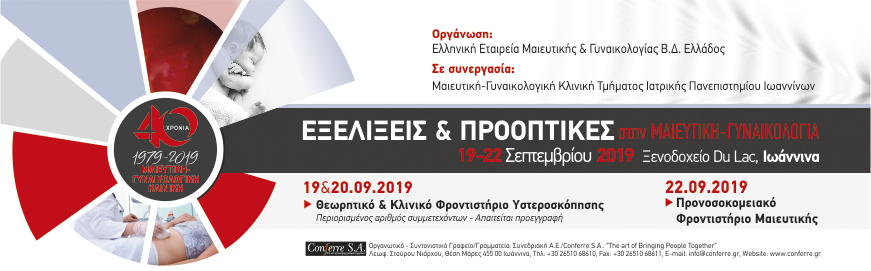 Οργάνωση:
Ελληνική Εταιρεία Μαιευτικής & Γυναικολογίας Β.Δ. Ελλάδος
Σε συνεργασία:
Μαιευτική-Γυναικολογική Κλινική Τμήματος Ιατρικής Πανεπιστημίου Ιωαννίνων
40 ΧΡΟΝΙΑ
1979-2019
ΜΑΙΕΥΤΙΚΗ-
ΓΥΝΑΙΚΟΛΟΓΙΚΗ
ΚΛΙΝΙΚΗ
ΕΞΕΛΙΞΕΙΣ & ΠΡΟΟΠΤΙΚΕΣ στην ΜΑΙΕΥΤΙΚΗ-ΓΥΝΑΙΚΟΛΟΓΙΑ
19-22 Σεπτεμβρίου 2019 Ξενοδοχείο Du Lac, Ιωάννινα
19&20.09.2019
Θεωρητικό & Κλινικό Φροντιστήριο Υστεροσκόπησης
Περιορισμένος αριθμός συμμετεχόντων - Απαιτείται προεγγραφή
22.09.2019
Προνοσοκομειακό
Φροντιστήριο Μαιευτικής
Conferre S.A.
Οργανωτικό - Συντονιστικό Γραφείο/Γραμματεία: Συνεδριακή Α.Ε./Conferre S.A.: "The art of Bringing People Together"
Λεωφ. Σταύρου Νιάρχου, Θέση Μάρες 455 00 Ιωάννινα, Τηλ: +30 26510 68610, Fax: +30 26510 68611, E-mail: info@conferre.gr, Website: www.conferre.gr